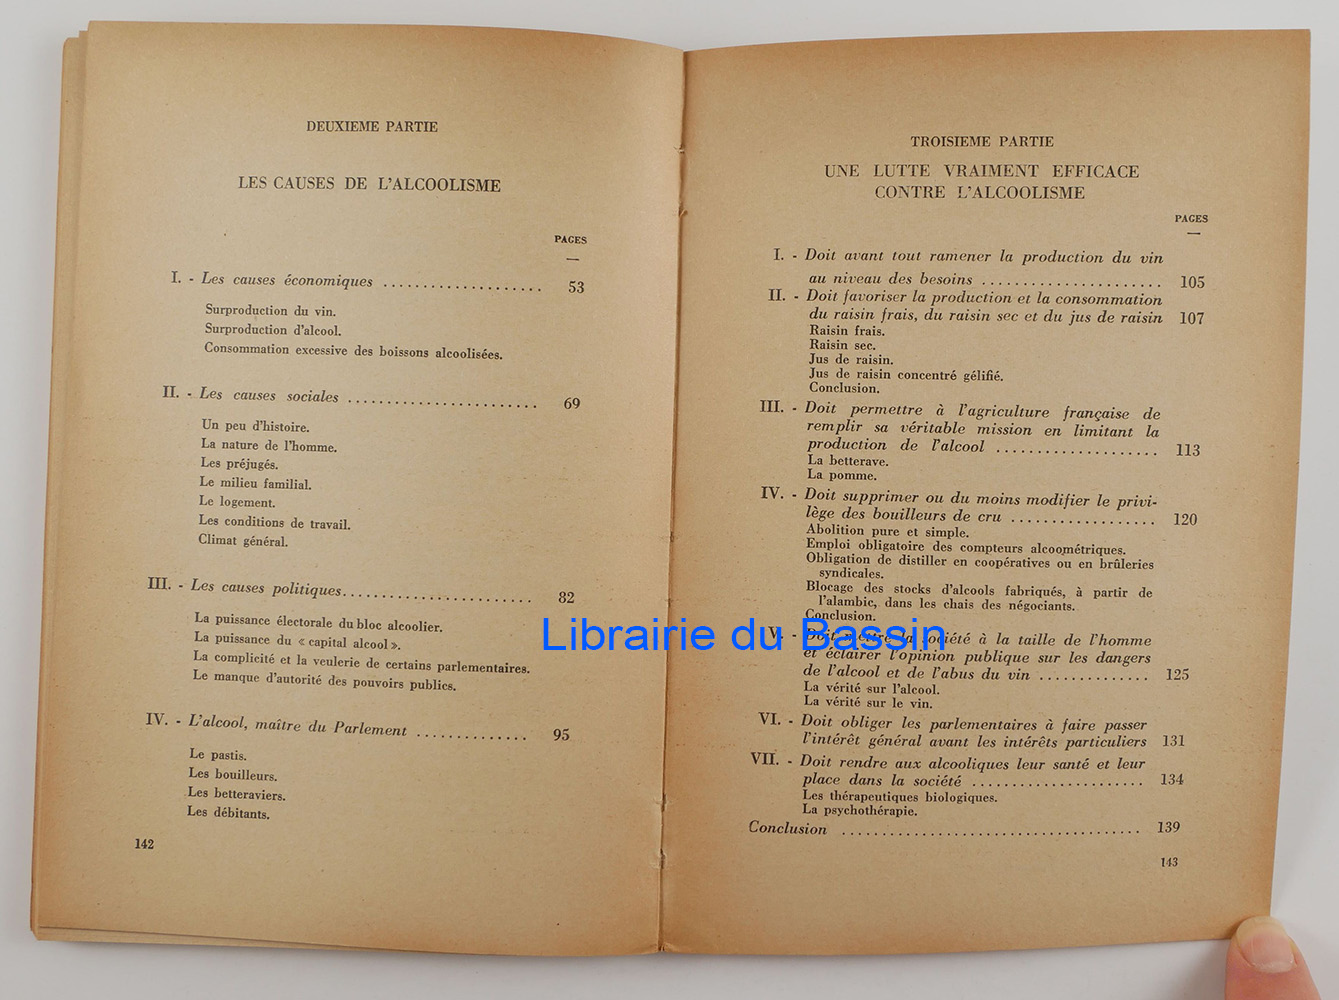 DEUXIEME PARTIE
LES CAUSES DE L'ALCOOLISME
PAGES
I. - Les causes économiques .................... 53
Surproduction du vin.
Surproduction d'alcool.
Consommation excessive des boissons alcoolisées.
II. - Les causes sociales ........................ 69
Un peu d'histoire.
La nature de l'homme.
Les préjugés.
Le milieu familial.
Le logement.
Les conditions de travail.
Climat général.
III. - Les causes politiques........................ 82
La puissance électorale du bloc alcoolier.
La puissance du « capital alcool ».
La complicité et la veulerie de certains parlementaires.
Le manque d'autorité des pouvoirs publics.
IV. - L'alcool, maître du Parlement .............. 95
Le pastis.
Les bouilleurs.
Les betteraviers.
Les débitants.
142
TROISIEME PARTIE
UNE LUTTE VRAIMENT EFFICACE
CONTRE L'ALCOOLISME
PAGES
I. - Doit avant tout ramener la production du vin
au niveau des besoins ....................... 105
II. - Doit favoriser la production et la consommation
du raisin frais, du raisin sec et du jus de raisin 107
Raisin frais.
Raisin sec.
Jus de raisin.
Jus de raisin concentré gélifié.
Conclusion.
III. - Doit permettre à l'agriculture française de
remplir sa véritable mission en limitant la
production de l'alcool ..................... 113
La betterave.
La pomme.
IV. - Doit supprimer ou du moins modifier le privi-
lège des bouilleurs de cru .................. 120
Abolition pure et simple.
Emploi obligatoire des compteurs alcoométriques.
Obligation de distiller en coopératives ou en brûleries
syndicales.
Blocage des stocks d'alcools fabriqués, à partir de
l'alambic, dans les chais des négociants.
Conclusion.
V. - Doit mettre la société à la taille de l'homme
et éclairer l'opinion publique sur les dangers
de l'alcool et de l'abus du vin .............. 125
La vérité sur l'alcool.
La vérité sur le vin.
VI. - Doit obliger les parlementaires à faire passer
l'intérêt général avant les intérêts particuliers 131
VII. - Doit rendre aux alcooliques leur santé et leur
place dans la société ...................... 134
Les thérapeutiques biologiques.
La psychothérapie.
Conclusion ...................................... 139
143
Librairie du Bassin